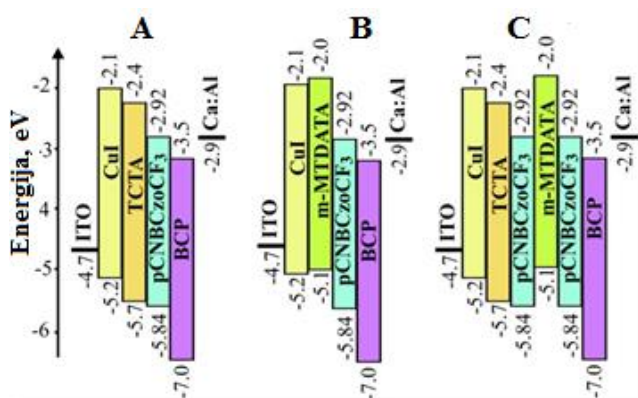 A
B
C
Energija, eV
-2
-3
-4
-5
-6
-4.7
ITO
-2.1
CuI
-5.2
-2.4
TCTA
-5.7
-2.92
pCNBCzoCF3
-5.84
-3.5
BCP
-7.0
-2.9
Ca:Al
-4.7
ITO
-2.1
CuI
-5.2
-2.0
m-MTDATA
-5.1
-2.92
pCNBCzoCF3
-5.84
-3.5
BCP
-7.0
-2.9
Ca:Al
-4.7
ITO
-2.1
CuI
-5.2
-2.4
TCTA
-5.7
-2.92
pCNBCzoCF3
-5.84
-2.0
m-MTDATA
-5.1
-2.92
pCNBCzoCF3
-5.84
-3.5
BCP
-7.0
-2.9
Ca:Al